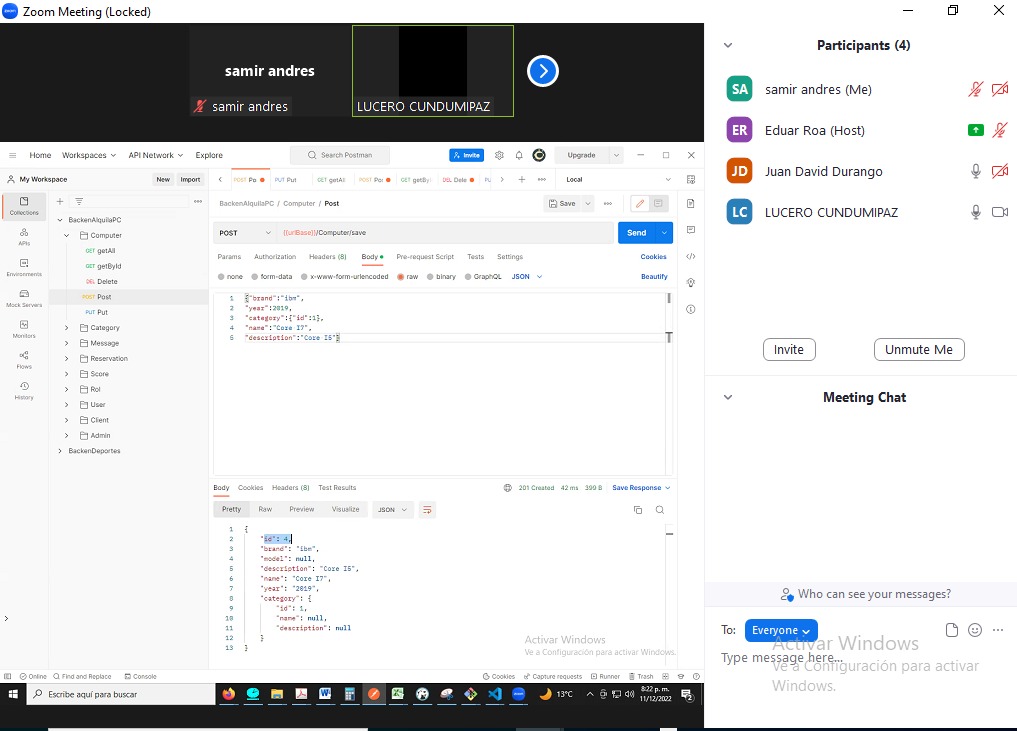 Zoom Meeting (Locked)
samir andres
samir andres
LUCERO CUNDUMIPAZ
Home Workspaces API Network Explore
Search Postman
Invite
Upgrade
My Workspace
New Import
POST Po GET getAl POST Po GET getBy DEL Dele
PUT Put
Local
Collections
APIs
Environments
Mock Servers
Monitors
Flows
History
BackenAlquilaPC
Computer
GET getAll
GET getById
DEL Delete
POST Post
PUT Put
Category
Message
Reservation
Score
Rol
User
Client
Admin
BackenDeportes
BackenAlquilaPC / Computer / Post
Save
POST
{{urlBase}}/Computer/save
Send
Params Authorization Headers (8) Body Pre-request Script Tests Settings
Cookies
none form-data x-www-form-urlencoded raw binary GraphQL JSON
Beautify
1 {"brand":"ibm",
2 "year":2019,
3 "category":{"id":1},
4 "name":"Core I7",
5 "description":"Core I5"}
Body Cookies Headers (8) Test Results
201 Created 42 ms 399 B Save Response
Pretty Raw Preview Visualize JSON
1 {
2 "id": 4,
3 "brand": "ibm",
4 "model": null,
5 "description": "Core I5",
6 "name": "Core I7",
7 "year": "2019",
8 "category": {
9 "id": 1,
10 "name": null,
11 "description": null
12 }
13 }
Activar Windows
Ve a Configuración para activar Windows.
Online Find and Replace Console
Cookies Capture requests Runner Trash
Escribe aquí para buscar
13°C
8:22 p. m.
11/12/2022
2
Participants (4)
SA samir andres (Me)
ER Eduar Roa (Host)
JD Juan David Durango
LC LUCERO CUNDUMIPAZ
Invite
Unmute Me
Meeting Chat
Who can see your messages?
To: Everyone
Type message here...
Activar Windows
Ve a Configuración para activar
Windows.